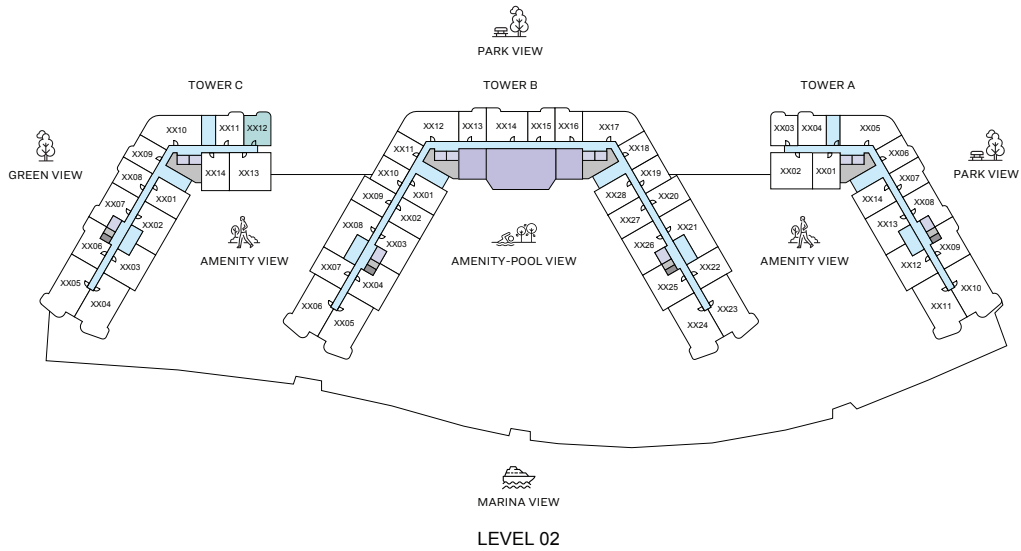 PARK VIEW
TOWER C
TOWER B
TOWER A
XX10
XX11
XX12
XX09
XX08
XX14
XX13
XX07
XX01
XX06
XX02
XX05
XX03
XX04
XX12
XX13
XX14
XX15
XX16
XX17
XX11
XX18
XX10
XX01
XX19
XX09
XX02
XX28
XX20
XX08
XX03
XX27
XX21
XX07
XX04
XX26
XX22
XX06
XX05
XX25
XX23
XX24
XX03
XX04
XX05
XX02
XX01
XX06
XX07
XX14
XX08
XX13
XX09
XX12
XX10
XX11
GREEN VIEW
PARK VIEW
AMENITY VIEW
AMENITY-POOL VIEW
AMENITY VIEW
MARINA VIEW
LEVEL 02